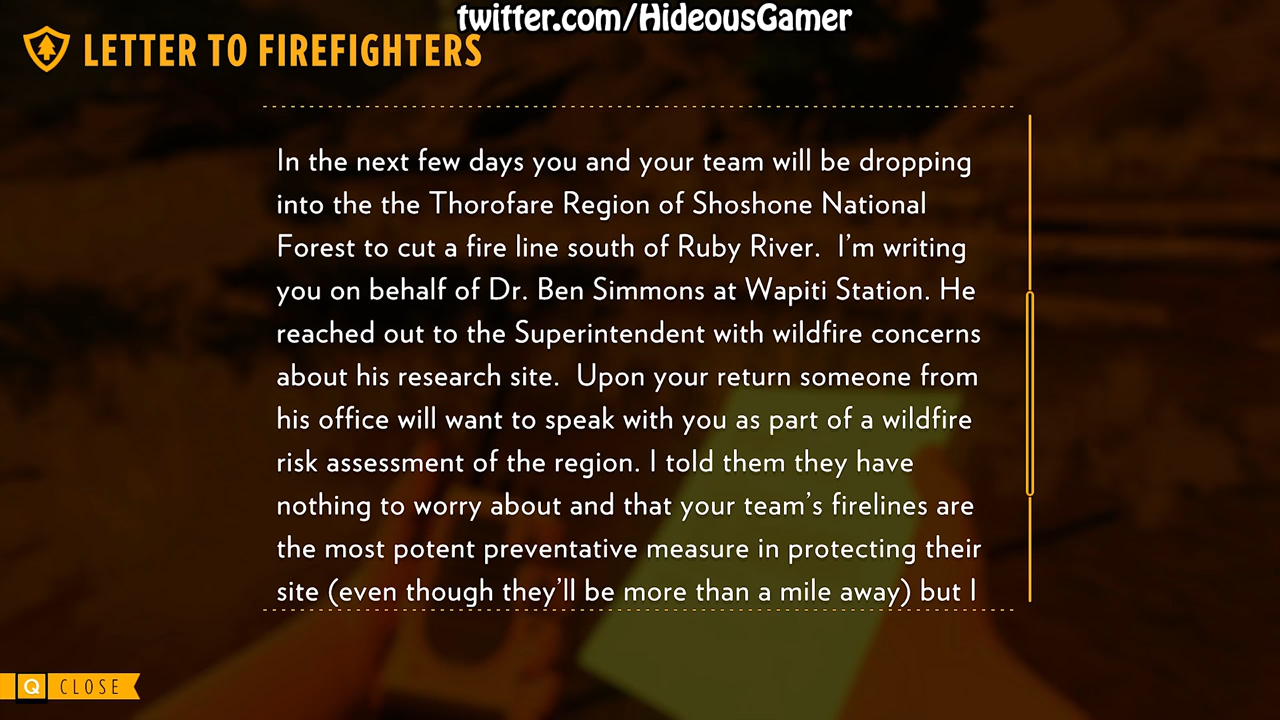 twitter.com/HideousGamer
LETTER TO FIREFIGHTERS
In the next few days you and your team will be dropping
into the the Thorofare Region of Shoshone National
Forest to cut a fire line south of Ruby River.  I'm writing
you on behalf of Dr. Ben Simmons at Wapiti Station. He
reached out to the Superintendent with wildfire concerns
about his research site.  Upon your return someone from
his office will want to speak with you as part of a wildfire
risk assessment of the region. I told them they have
nothing to worry about and that your team's firelines are
the most potent preventative measure in protecting their
site (even though they'll be more than a mile away) but I
Q CLOSE